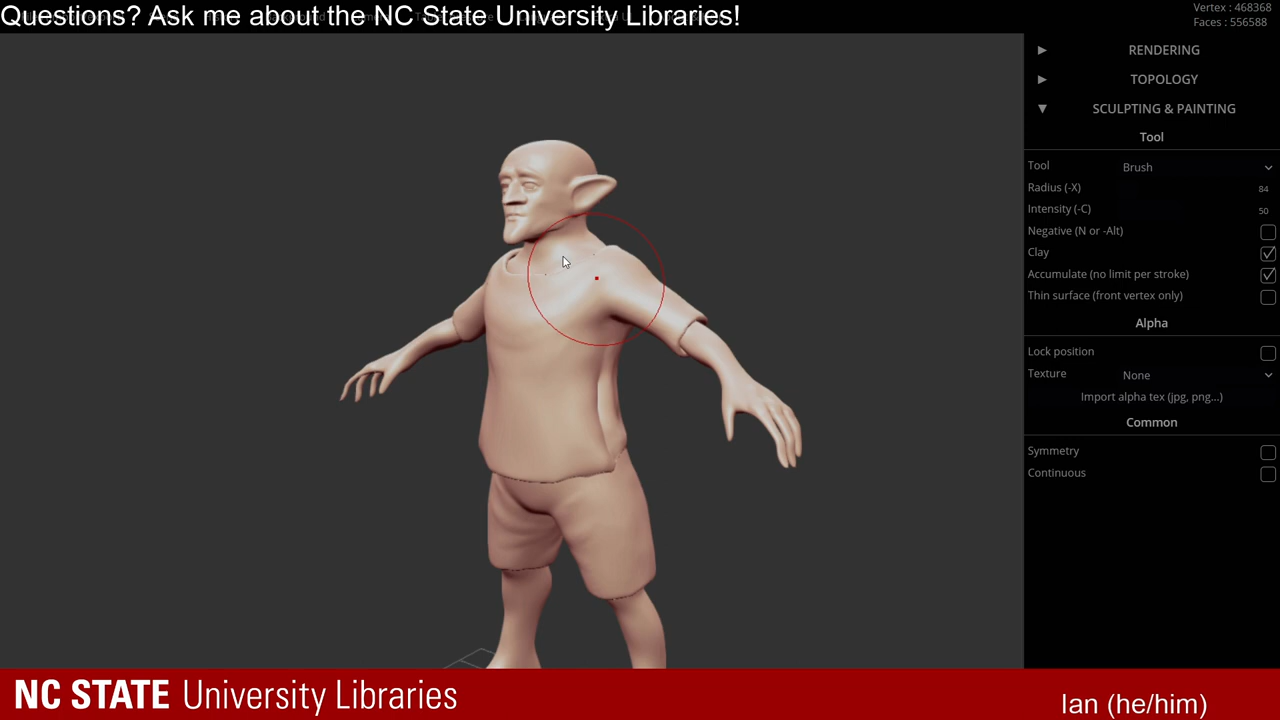 Questions? Ask me about the NC State University Libraries!
Vertex : 468368
Faces : 556588
RENDERING
TOPOLOGY
SCULPTING & PAINTING
Tool
Tool Brush
Radius (-X) 84
Intensity (-C) 50
Negative (N or -Alt)
Clay
Accumulate (no limit per stroke)
Thin surface (front vertex only)
Alpha
Lock position
Texture None
Import alpha tex (jpg, png...)
Common
Symmetry
Continuous
NC STATE University Libraries
Ian (he/him)